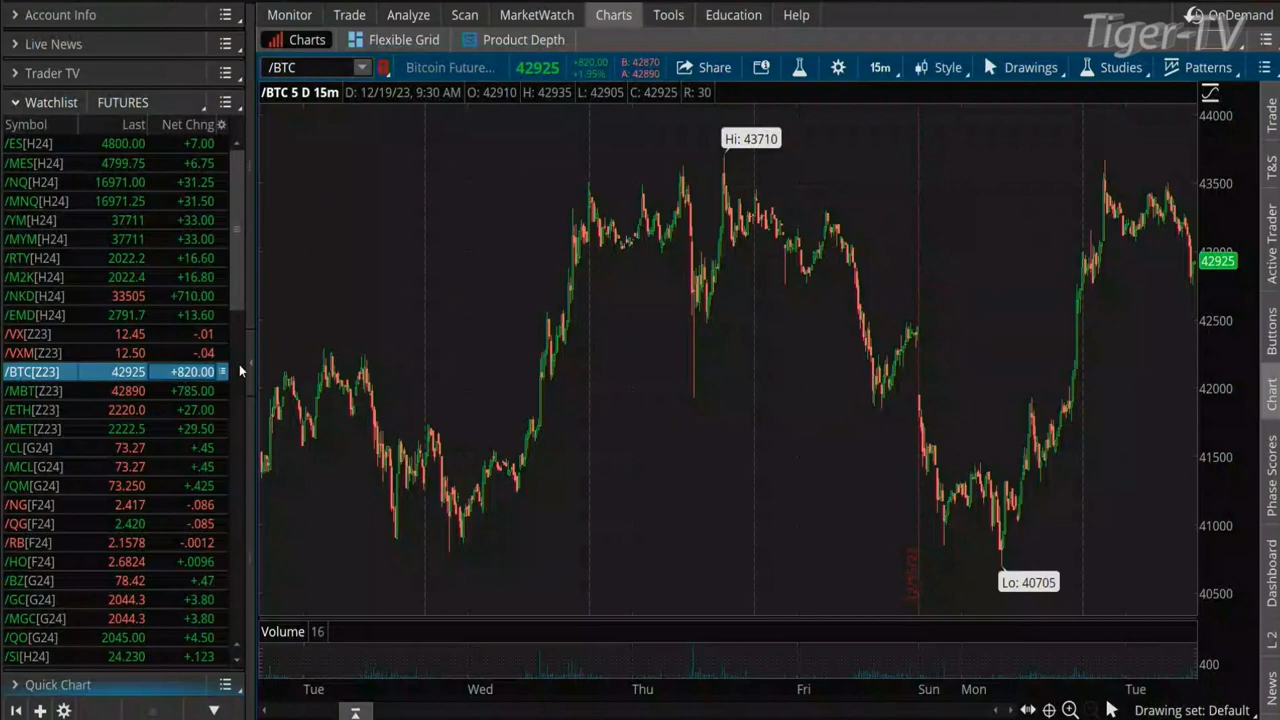 Account Info
Live News
Trader TV
Watchlist FUTURES
Symbol Last Net Chng
/ES[H24] 4800.00 +7.00
/MES[H24] 4799.75 +6.75
/NQ[H24] 16971.00 +31.25
/MNQ[H24] 16971.25 +31.50
/YM[H24] 37711 +33.00
/MYM[H24] 37711 +33.00
/RTY[H24] 2022.2 +16.60
/M2K[H24] 2022.4 +16.80
/NKD[H24] 33505 +710.00
/EMD[H24] 2791.7 +13.60
/VX[Z23] 12.45 -.01
/VXM[Z23] 12.50 -.04
/BTC[Z23] 42925 +820.00
/MBT[Z23] 42890 +785.00
/ETH[Z23] 2220.0 +27.00
/MET[Z23] 2222.5 +29.50
/CL[G24] 73.27 +.45
/MCL[G24] 73.27 +.45
/QM[G24] 73.250 +.425
/NG[F24] 2.417 -.086
/QG[F24] 2.420 -.085
/RB[F24] 2.1578 -.0012
/HO[F24] 2.6824 +.0096
/BZ[G24] 78.42 +.47
/GC[G24] 2044.3 +3.80
/MGC[G24] 2044.3 +3.80
/QO[G24] 2045.00 +4.50
/SI[H24] 24.230 +.123
Quick Chart
Monitor Trade Analyze Scan MarketWatch Charts Tools Education Help
OnDemand
Tiger-TV
Charts Flexible Grid Product Depth
/BTC Bitcoin Future... 42925 +820.00 +1.95% B: 42870 A: 42890 Share 15m Style Drawings Studies Patterns
/BTC 5 D 15m D: 12/19/23, 9:30 AM O: 42910 H: 42935 L: 42905 C: 42925 R: 30
44000
Hi: 43710
43500
43000
42925
42500
42000
41500
41000
Lo: 40705
40500
Volume 16
400
Tue Wed Thu Fri Sun Mon Tue
Drawing set: Default
Trade
T&S
Active Trader
Buttons
Chart
Phase Scores
Dashboard
L 2
News